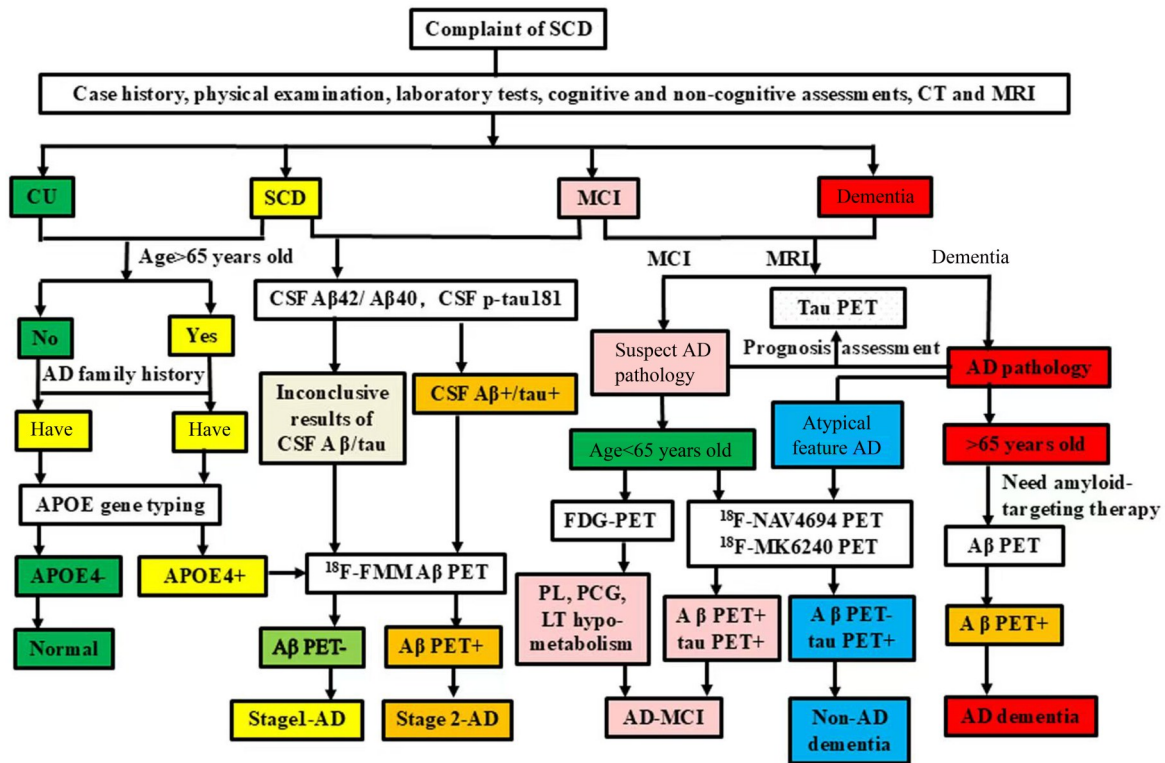 Complaint of SCD
Case history, physical examination, laboratory tests, cognitive and non-cognitive assessments, CT and MRI
CU
SCD
MCI
Dementia
Age>65 years old
MCI
MRI
Dementia
CSF Aβ42/ Aβ40, CSF p-tau181
Tau PET
No
Yes
Suspect AD
pathology
Prognosis assessment
AD pathology
AD family history
Inconclusive
results of
CSF A β/tau
CSF Aβ+/tau+
Have
Have
Atypical
feature AD
Age<65 years old
>65 years old
APOE gene typing
FDG-PET
¹⁸F-NAV4694 PET
¹⁸F-MK6240 PET
Need amyloid-
targeting therapy
Aβ PET
APOE4-
APOE4+
¹⁸F-FMM Aβ PET
PL, PCG,
LT hypo-
metabolism
A β PET+
tau PET+
A β PET-
tau PET+
A β PET+
Normal
Aβ PET-
Aβ PET+
Stage1-AD
Stage 2-AD
AD-MCI
Non-AD
dementia
AD dementia